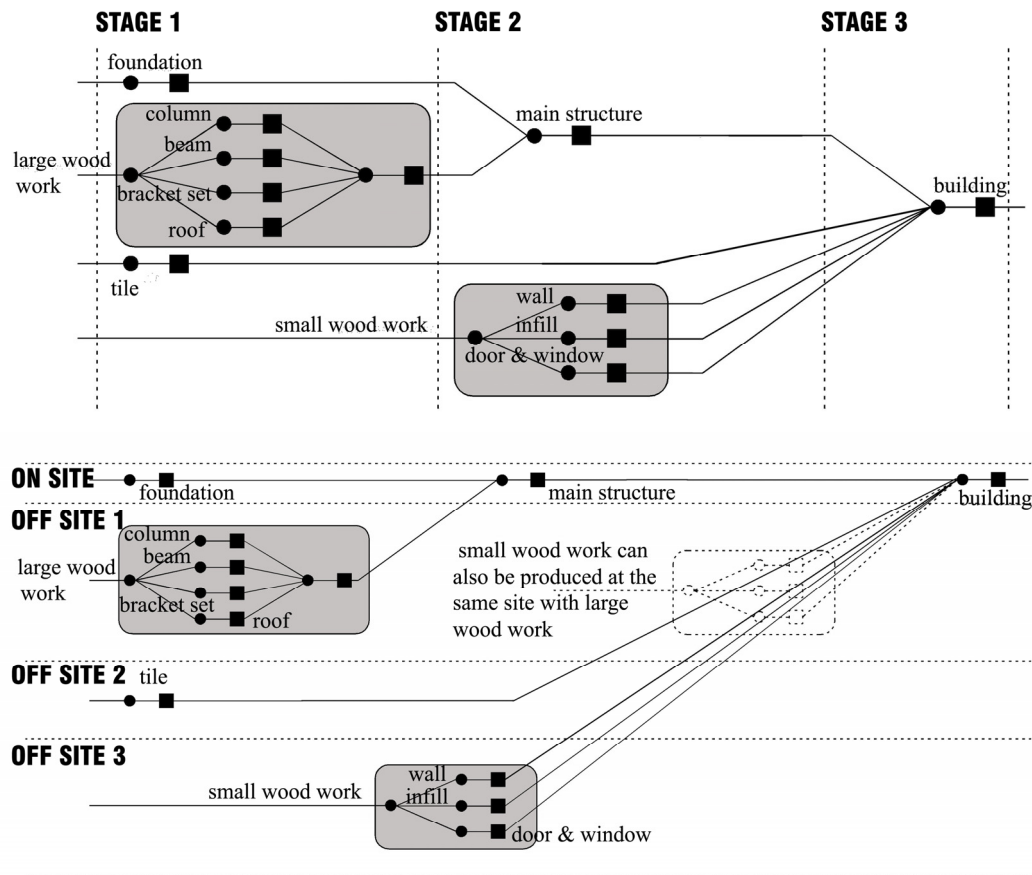 STAGE 1
STAGE 2
STAGE 3
foundation
column
beam
large wood
work
bracket set
roof
main structure
building
tile
small wood work
wall
infill
door & window
ON SITE
foundation
main structure
building
OFF SITE 1
column
beam
large wood
work
bracket set
roof
small wood work can
also be produced at the
same site with large
wood work
OFF SITE 2
tile
OFF SITE 3
small wood work
wall
infill
door & window